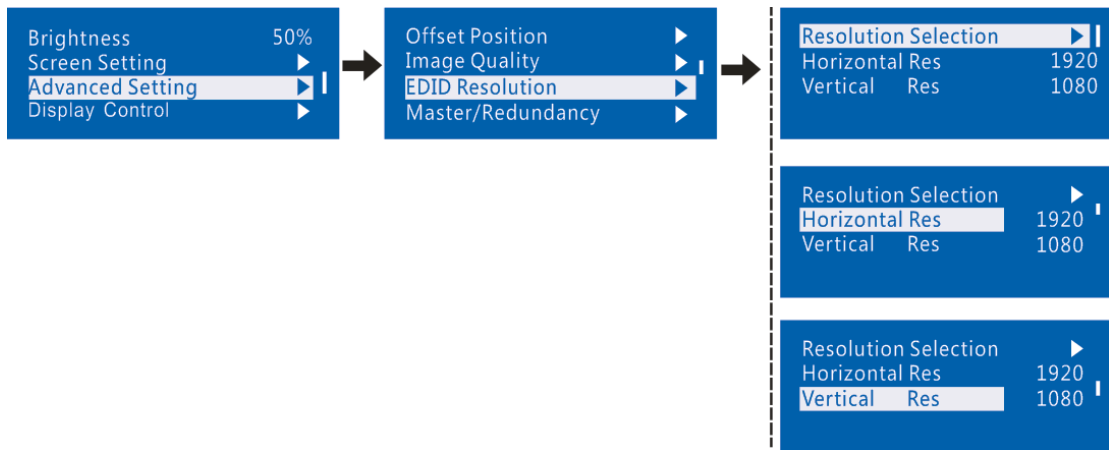 Brightness 50%
Screen Setting
Advanced Setting
Display Control
Offset Position
Image Quality
EDID Resolution
Master/Redundancy
Resolution Selection
Horizontal Res 1920
Vertical Res 1080
Resolution Selection
Horizontal Res 1920
Vertical Res 1080
Resolution Selection
Horizontal Res 1920
Vertical Res 1080